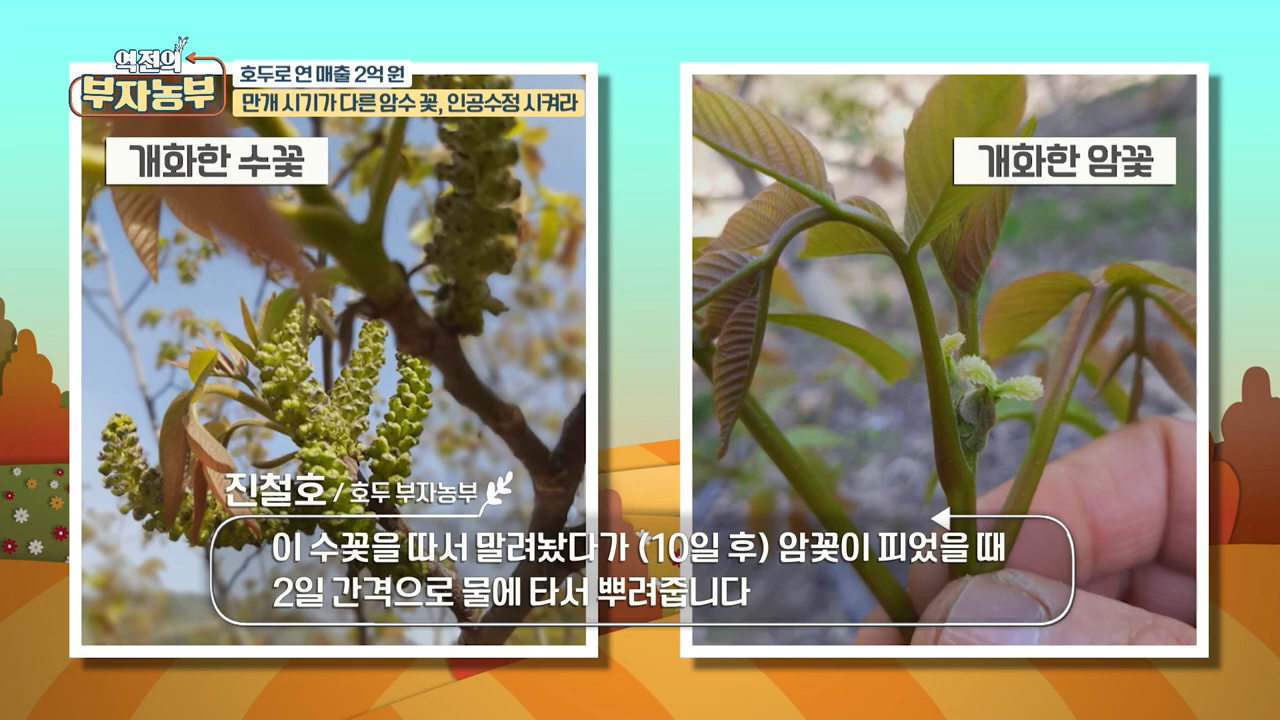 역전의
부자농부
호두로 연 매출 2억 원
만개 시기가 다른 암수 꽃, 인공수정 시켜라
개화한 수꽃
개화한 암꽃
진철호 / 호두 부자농부
이 수꽃을 따서 말려놨다가 (10일 후) 암꽃이 피었을 때
2일 간격으로 물에 타서 뿌려줍니다